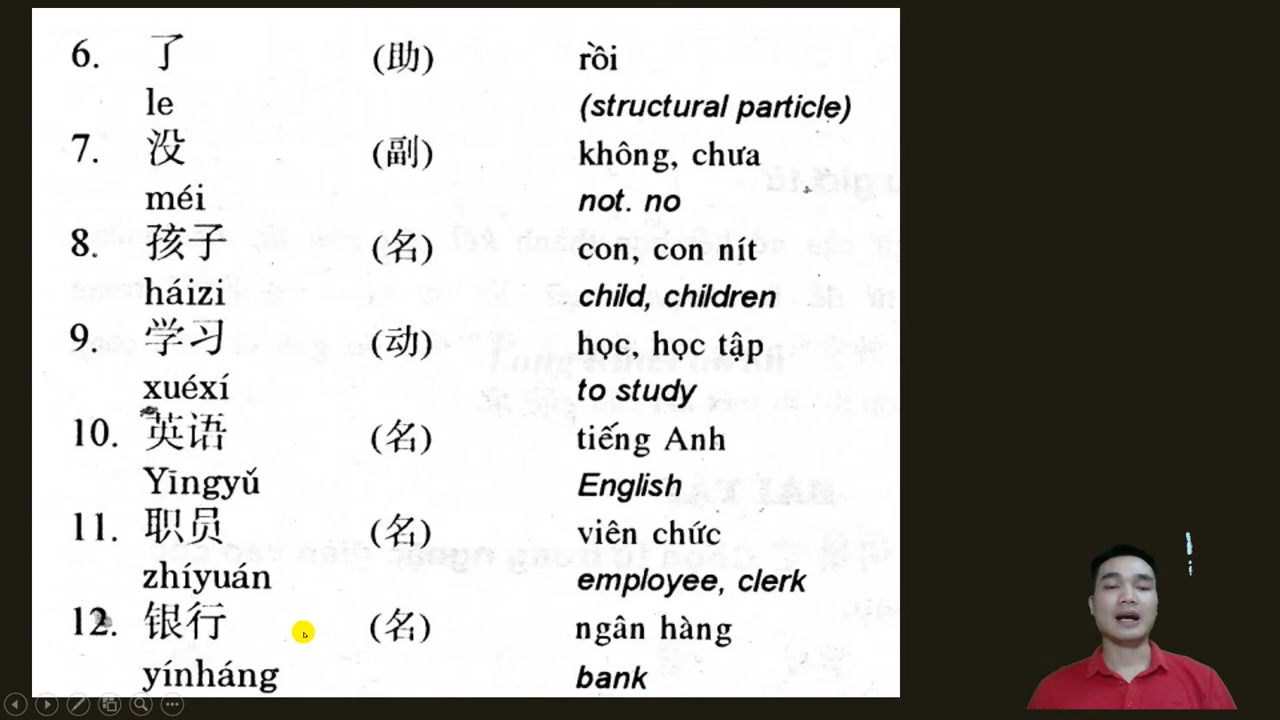 6. 了 (助) rồi
le (structural particle)
7. 没 (副) không, chưa
méi not. no
8. 孩子 (名) con, con nít
háizi child, children
9. 学习 (动) học, học tập
xuéxí to study
10. 英语 (名) tiếng Anh
Yīngyǔ English
11. 职员 (名) viên chức
zhíyuán employee, clerk
12. 银行 (名) ngân hàng
yínháng bank